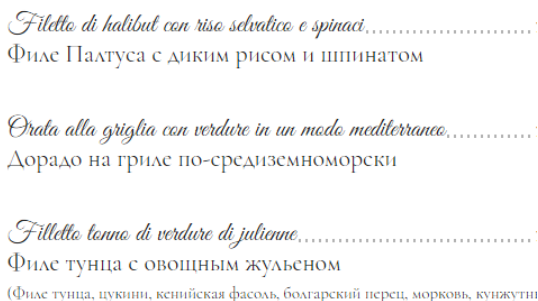 Filetto di halibut con riso selvatico e spinaci
Филе Палтуса с диким рисом и шпинатом
Orata alla griglia con verdure in un modo mediterraneo
Дорадо на гриле по-средиземноморски
Filletto tonno di verdure di julienne
Филе тунца с овощным жульеном
(Филе тунца, цукини, кенийская фасоль, болгарский перец, морковь,